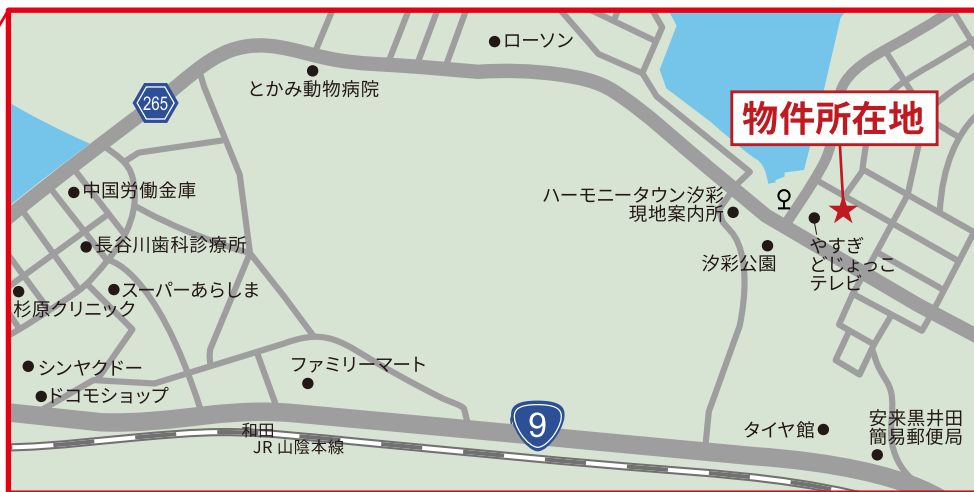 ローソン
とかみ動物病院
265
物件所在地
中国労働金庫
ハーモニータウン汐彩
現地案内所
長谷川歯科診療所
汐彩公園
やすぎ
どじょっこ
テレビ
スーパーあらしま
杉原クリニック
シンヤクドー
ファミリーマート
ドコモショップ
9
和田
JR 山陰本線
タイヤ館
安来黒井田
簡易郵便局